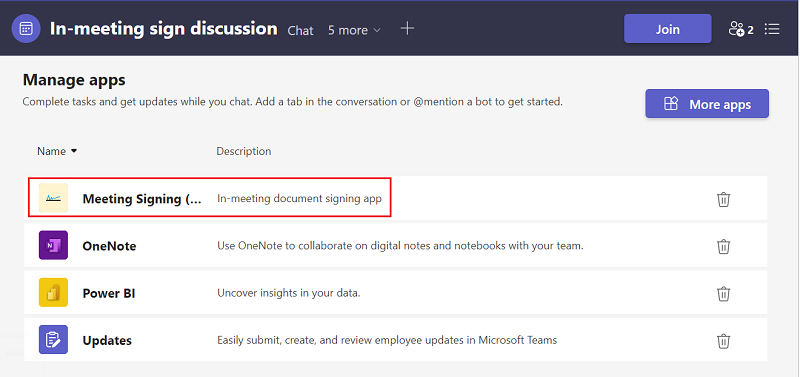 In-meeting sign discussion Chat 5 more Join 2
Manage apps
Complete tasks and get updates while you chat. Add a tab in the conversation or @mention a bot to get started.
More apps
Name Description
Meeting Signing (... In-meeting document signing app
N OneNote Use OneNote to collaborate on digital notes and notebooks with your team.
Power BI Uncover insights in your data.
Updates Easily submit, create, and review employee updates in Microsoft Teams